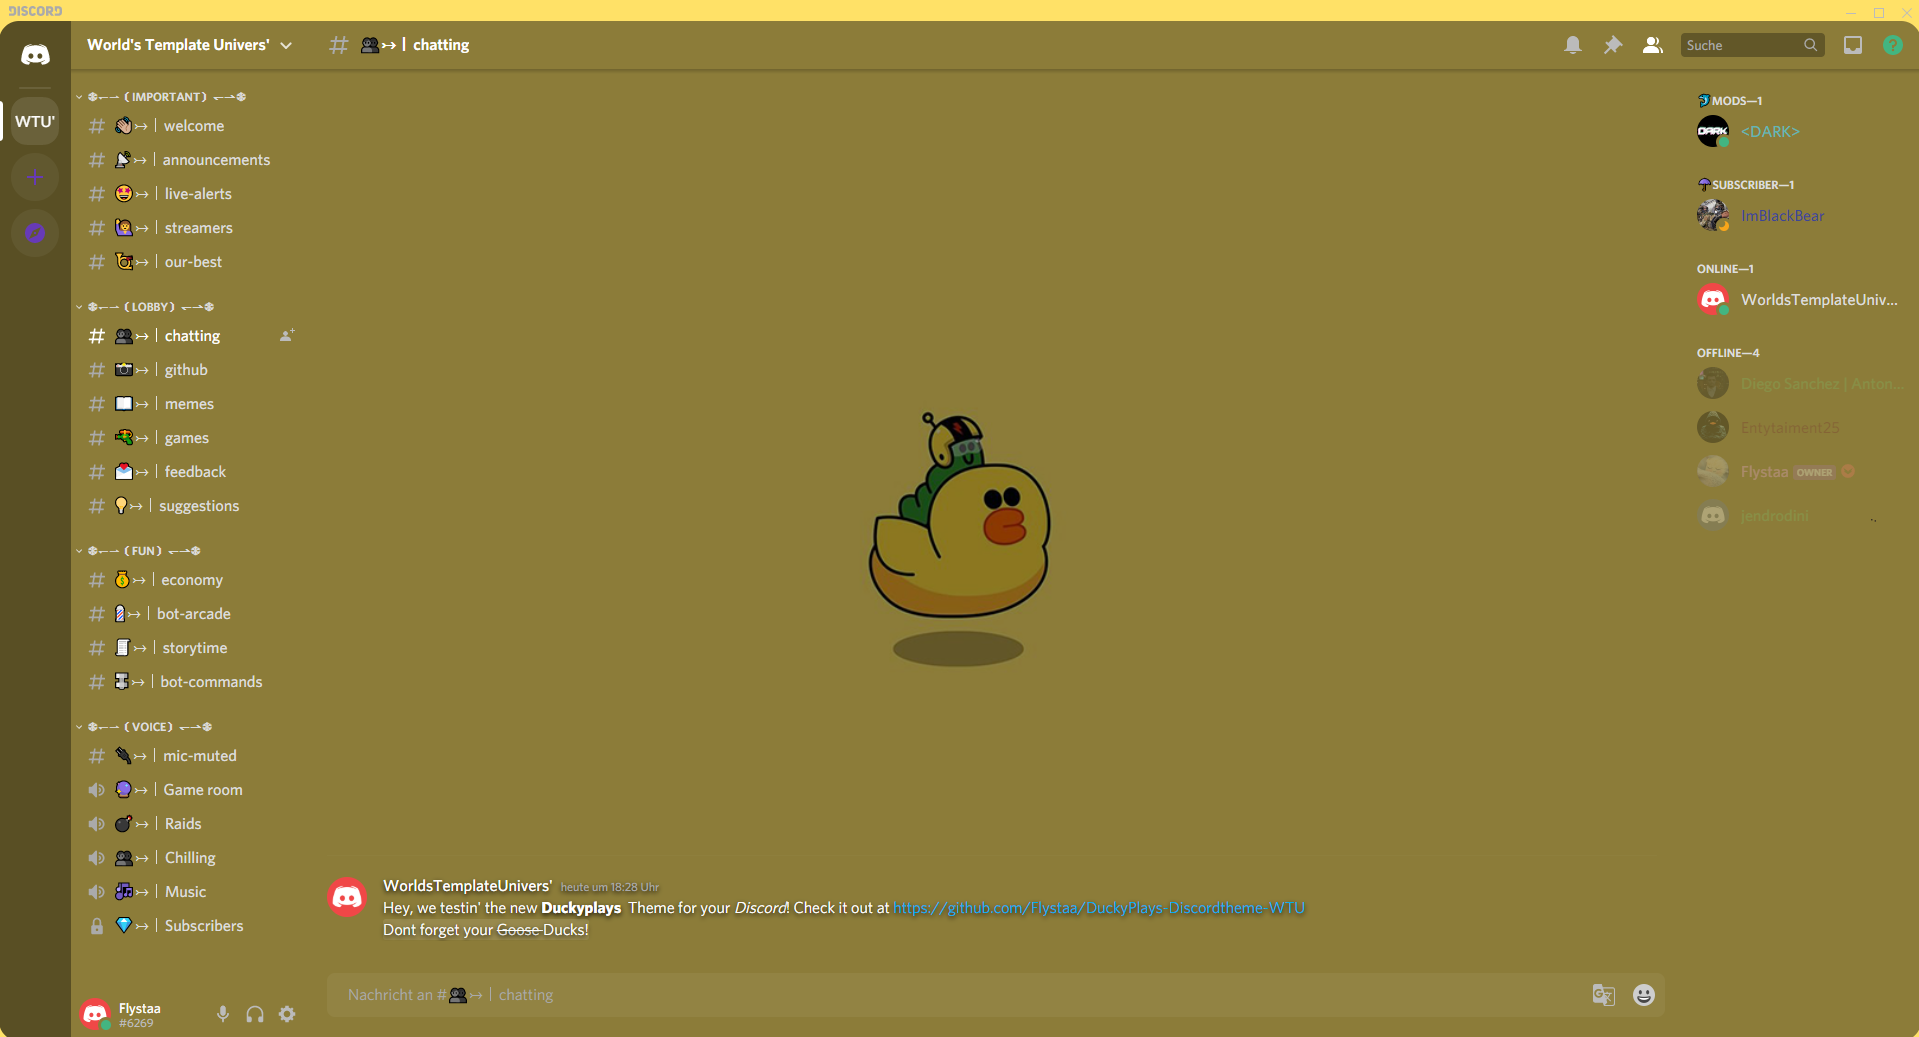 DISCORD
World's Template Univers'
# 👥↣ | chatting
Suche
WTU'
( IMPORTANT )
# 👋↣ | welcome
# 📡↣ | announcements
# 🤩↣ | live-alerts
# 🙋↣ | streamers
# 📯↣ | our-best
( LOBBY )
# 👥↣ | chatting
# 📷↣ | github
# 📖↣ | memes
# 🔫↣ | games
# 💌↣ | feedback
# 💡↣ | suggestions
( FUN )
# 💰↣ | economy
# 💈↣ | bot-arcade
# 📜↣ | storytime
# ↣ | bot-commands
( VOICE )
# 🔌↣ | mic-muted
🔮↣ | Game room
💣↣ | Raids
👥↣ | Chilling
🎶↣ | Music
💎↣ | Subscribers
Flystaa
#6269
WorldsTemplateUnivers' heute um 18:28 Uhr
Hey, we testin' the new Duckyplays Theme for your Discord! Check it out at https://github.com/Flystaa/DuckyPlays-Discordtheme-WTU
Dont forget your Goose Ducks!
Nachricht an #👥↣ | chatting
MODS—1
DARK
<DARK>
SUBSCRIBER—1
ImBlackBear
ONLINE—1
WorldsTemplateUniv...
OFFLINE—4
Diego Sanchez | Anton...
Entytaiment25
Flystaa OWNER
jendrodini